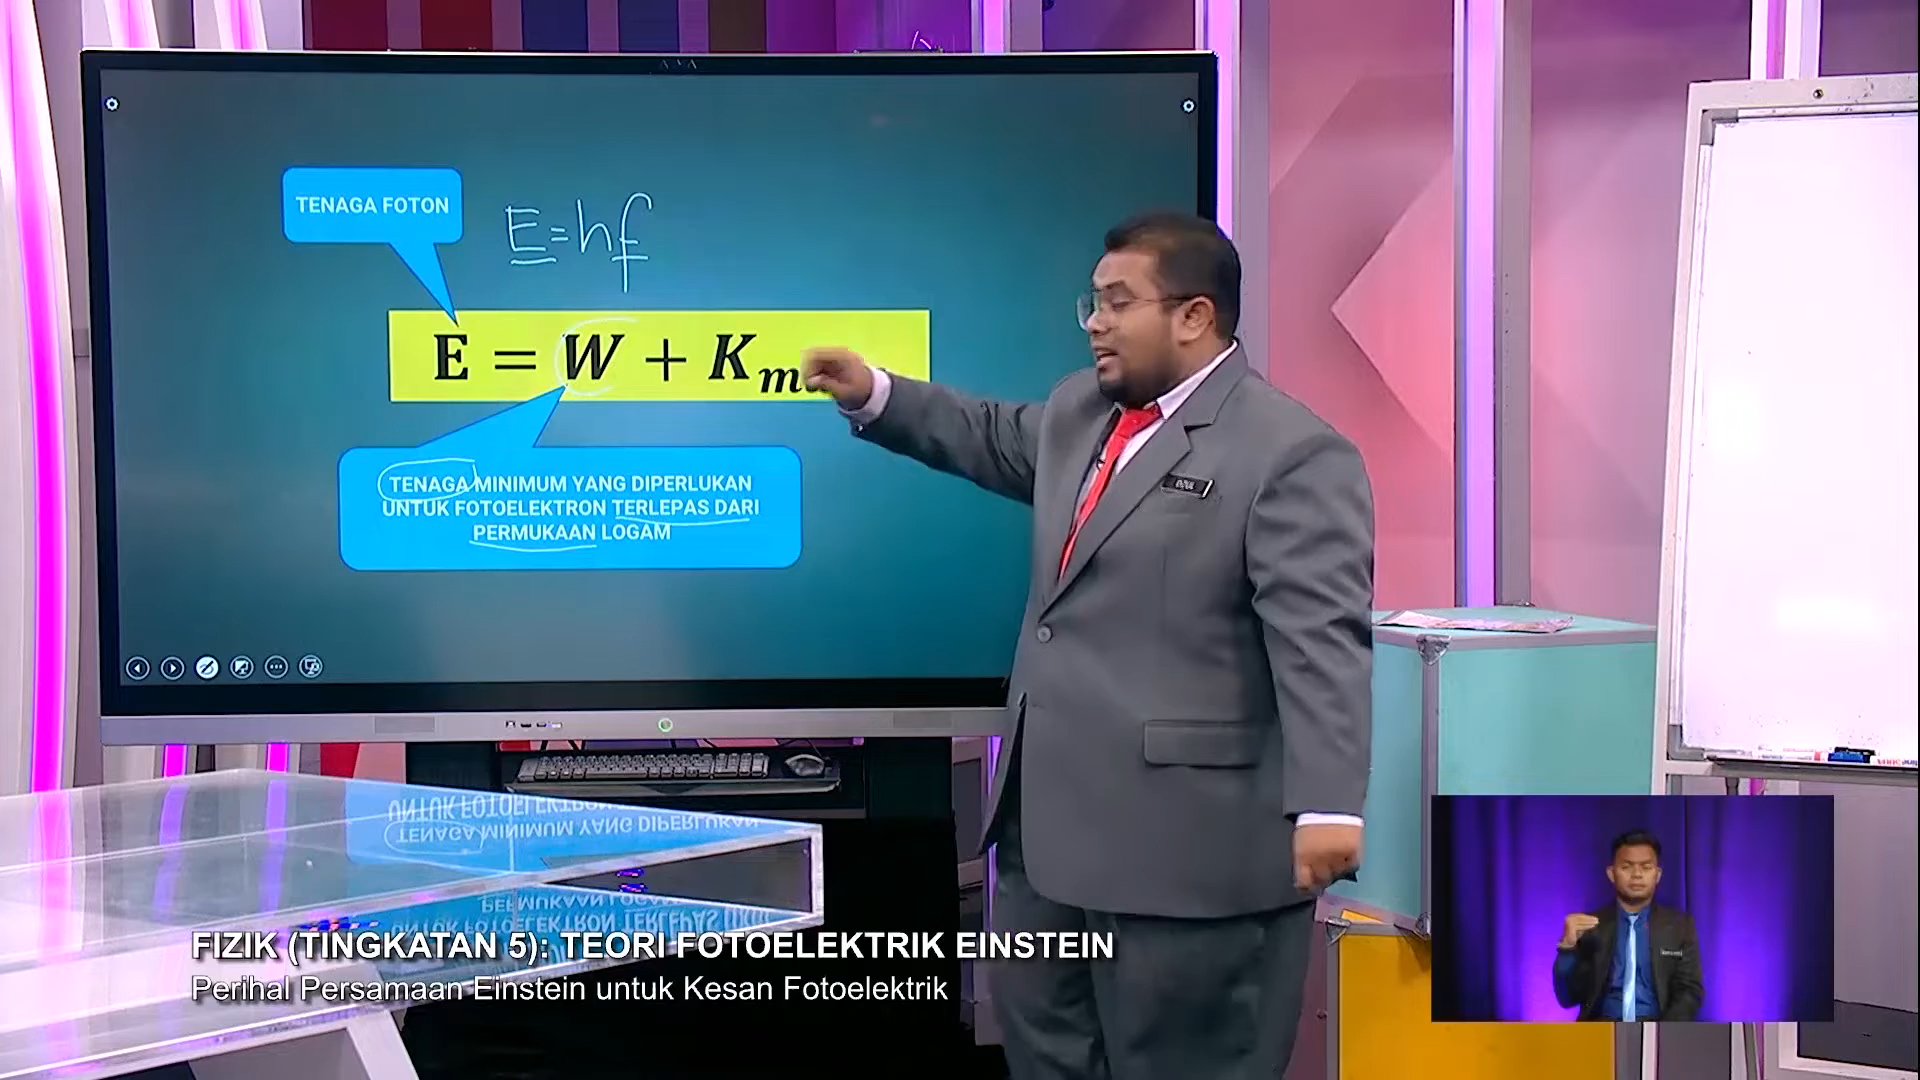 TENAGA FOTON
E=hf
E = W + K
TENAGA MINIMUM YANG DIPERLUKAN
UNTUK FOTOELEKTRON TERLEPAS DARI
PERMUKAAN LOGAM
FIZIK (TINGKATAN 5): TEORI FOTOELEKTRIK EINSTEIN
Perihal Persamaan Einstein untuk Kesan Fotoelektrik